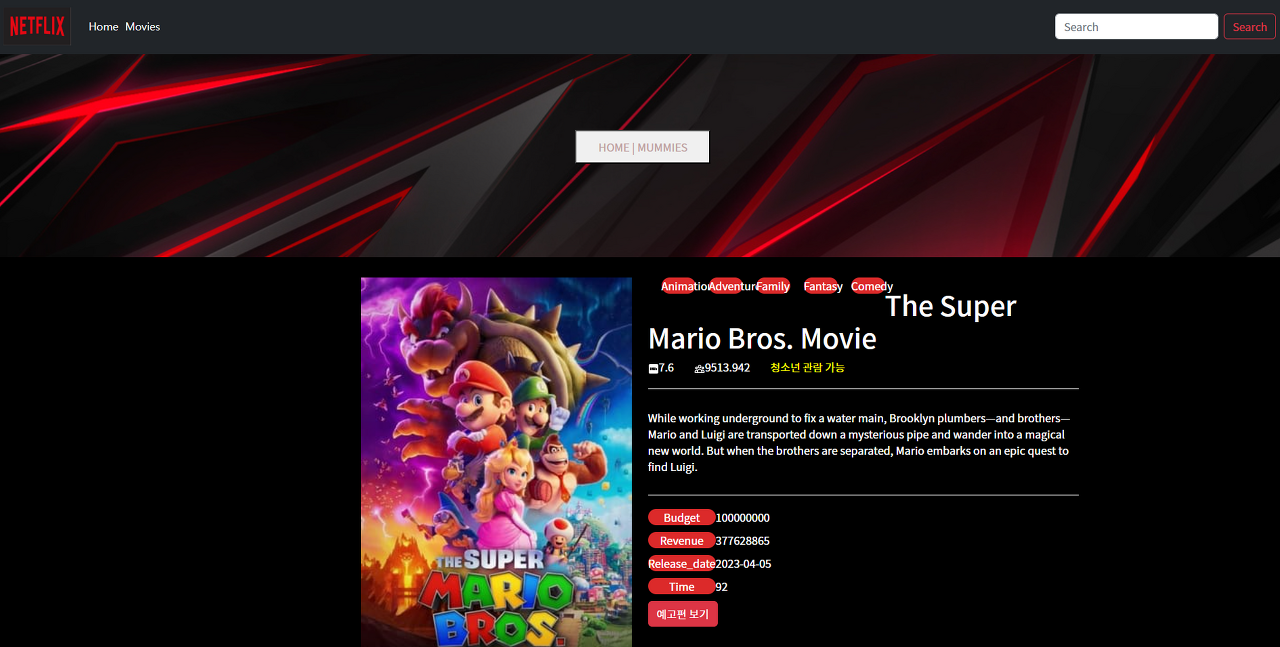 NETFLIX
Home Movies
Search
Search
HOME | MUMMIES
Animation Adventure Family Fantasy Comedy
The Super
Mario Bros. Movie
7.6 9513.942 청소년 관람 가능
While working underground to fix a water main, Brooklyn plumbers—and brothers—
Mario and Luigi are transported down a mysterious pipe and wander into a magical
new world. But when the brothers are separated, Mario embarks on an epic quest to
find Luigi.
Budget 100000000
Revenue 377628865
Release_date 2023-04-05
Time 92
예고편 보기
THE SUPER
MARIO
BROS.